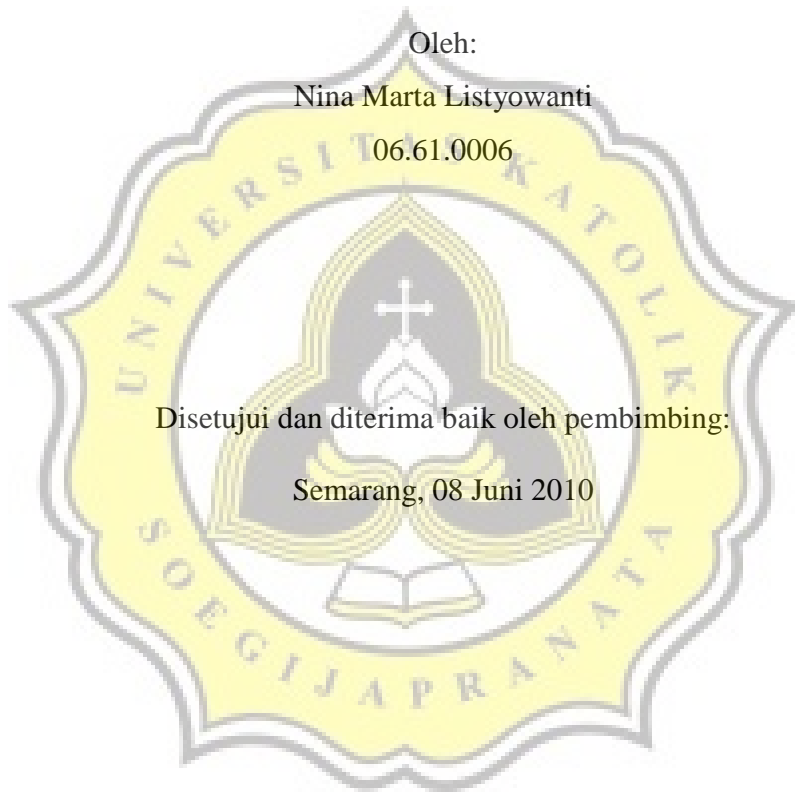 Oleh:
Nina Marta Listyowanti
06.61.0006
UNIVERSITAS KATOLIK
Disetujui dan diterima baik oleh pembimbing:
Semarang, 08 Juni 2010
SOEGIJAPRANATA